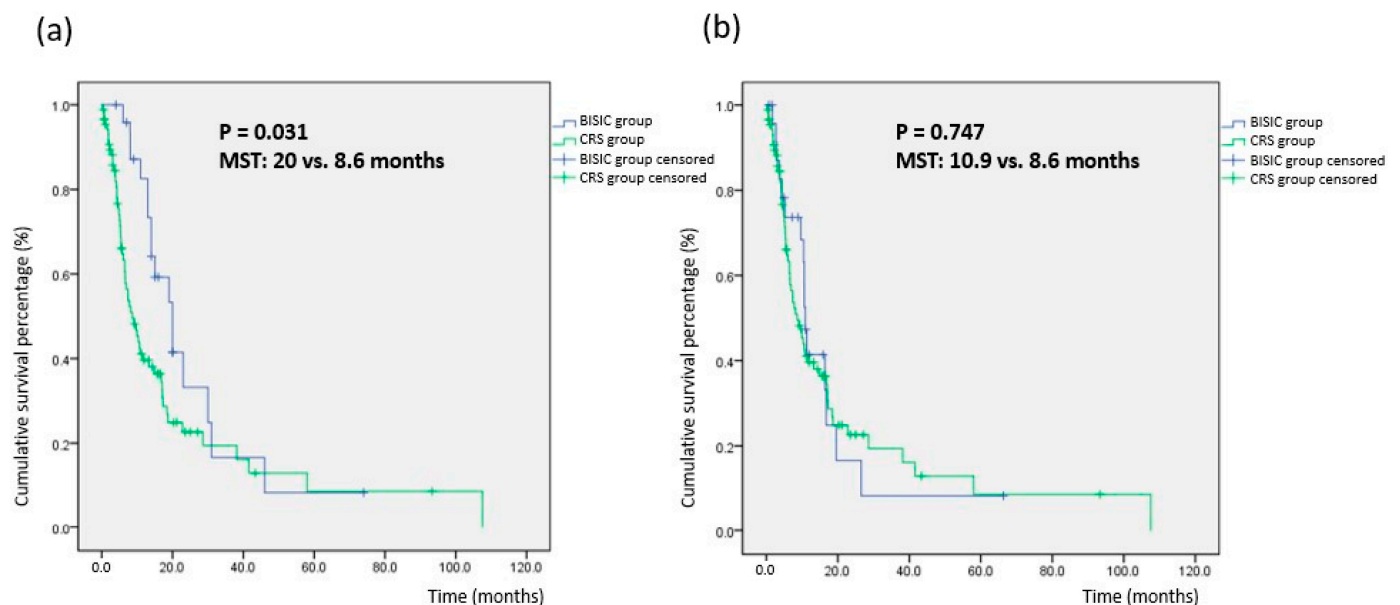 (a)
P = 0.031
MST: 20 vs. 8.6 months
BISIC group
CRS group
BISIC group censored
CRS group censored
Cumulative survival percentage (%)
1.0
0.8
0.6
0.4
0.2
0.0
0.0 20.0 40.0 60.0 80.0 100.0 120.0
Time (months)
(b)
P = 0.747
MST: 10.9 vs. 8.6 months
BISIC group
CRS group
BISIC group censored
CRS group censored
Cumulative survival percentage (%)
1.0
0.8
0.6
0.4
0.2
0.0
0.0 20.0 40.0 60.0 80.0 100.0 120.0
Time (months)